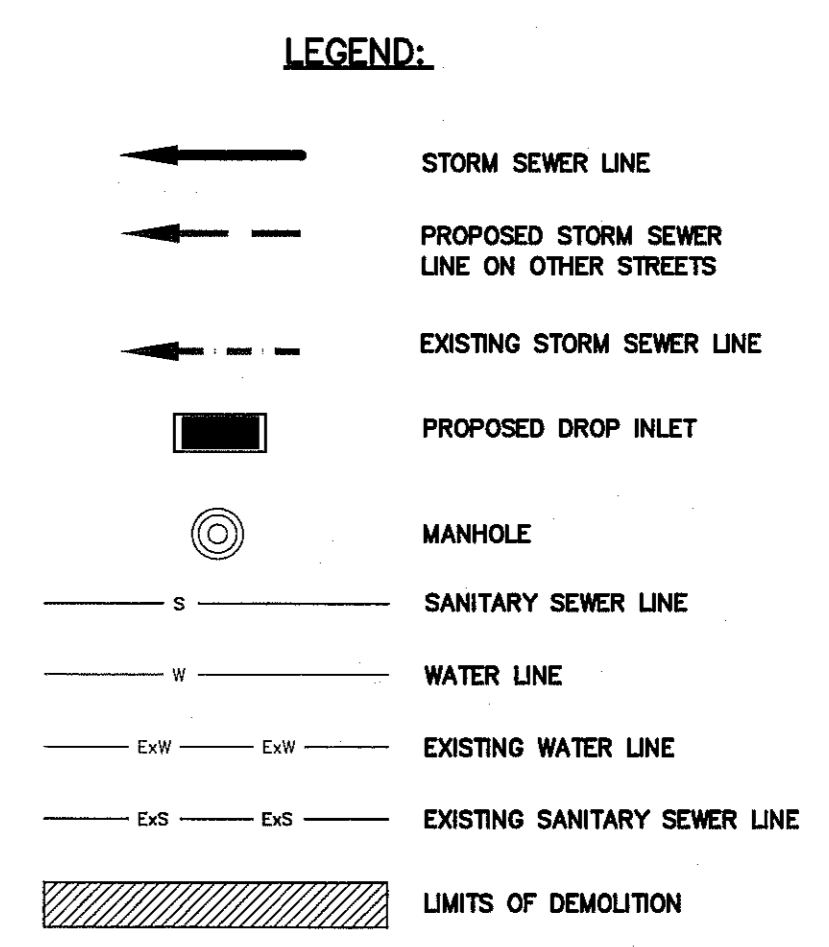 LEGEND:
STORM SEWER LINE
PROPOSED STORM SEWER
LINE ON OTHER STREETS
EXISTING STORM SEWER LINE
PROPOSED DROP INLET
MANHOLE
S SANITARY SEWER LINE
W WATER LINE
ExW ExW EXISTING WATER LINE
ExS ExS EXISTING SANITARY SEWER LINE
LIMITS OF DEMOLITION